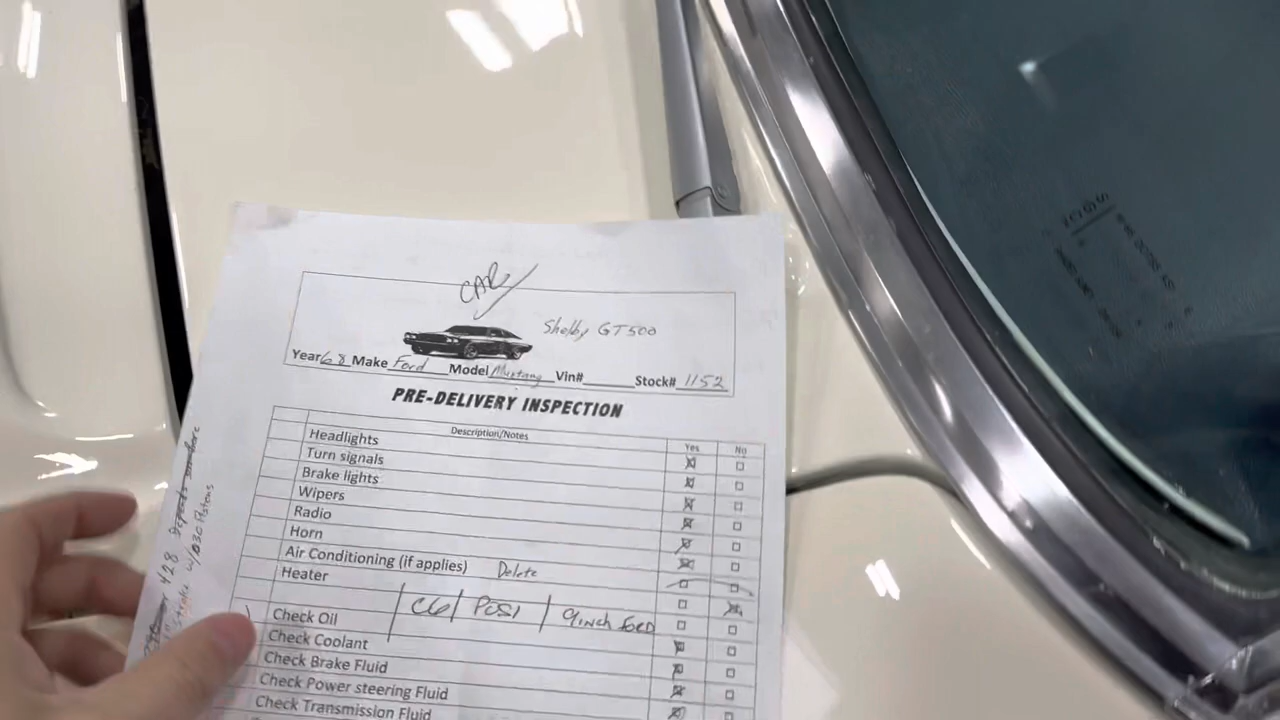 CAR
Shelby GT500
Year 68 Make Ford Model Mustang Vin# Stock# 1152
PRE-DELIVERY INSPECTION
Description/Notes Yes No
Headlights
Turn signals
Brake lights
Wipers
Radio
Horn
Air Conditioning (if applies) Delete
Heater
C6 / POSI / 9inch FORD
Check Oil
Check Coolant
Check Brake Fluid
Check Power steering Fluid
Check Transmission Fluid
428
w/.030 Pistons